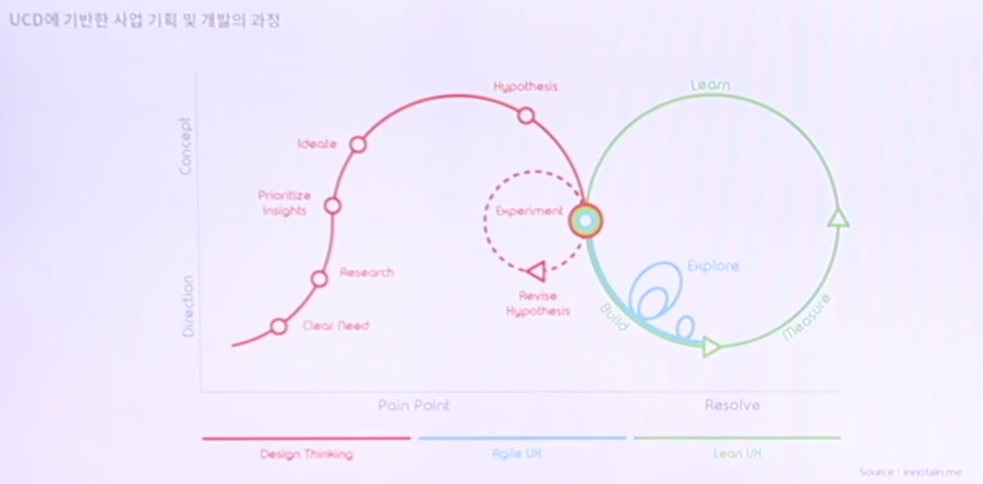 UCD에 기반한 사업 기획 및 개발의 과정
Hypothesis
Learn
Ideate
Concept
Prioritize
Insights
Experiment
Research
Explore
Revise
Hypothesis
Direction
Clear Need
Build
Measure
Pain Point
Resolve
Design Thinking
Agile UX
Lean UX
Source : innotain.me